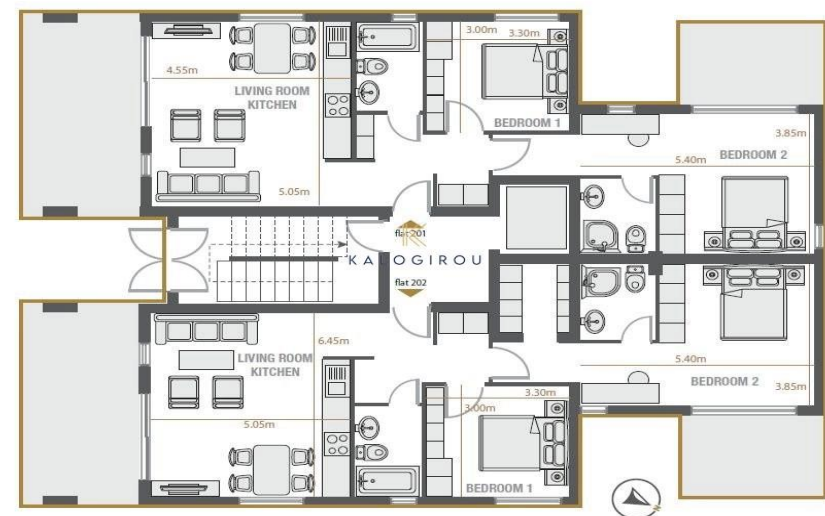 3.00m
3.30m
4.55m
LIVING ROOM
KITCHEN
BEDROOM 1
3.85m
BEDROOM 2
5.40m
5.05m
flat 201
KALOGIROU
flat 202
6.45m
LIVING ROOM
KITCHEN
5.40m
BEDROOM 2
3.85m
3.30m
3.00m
5.05m
BEDROOM 1